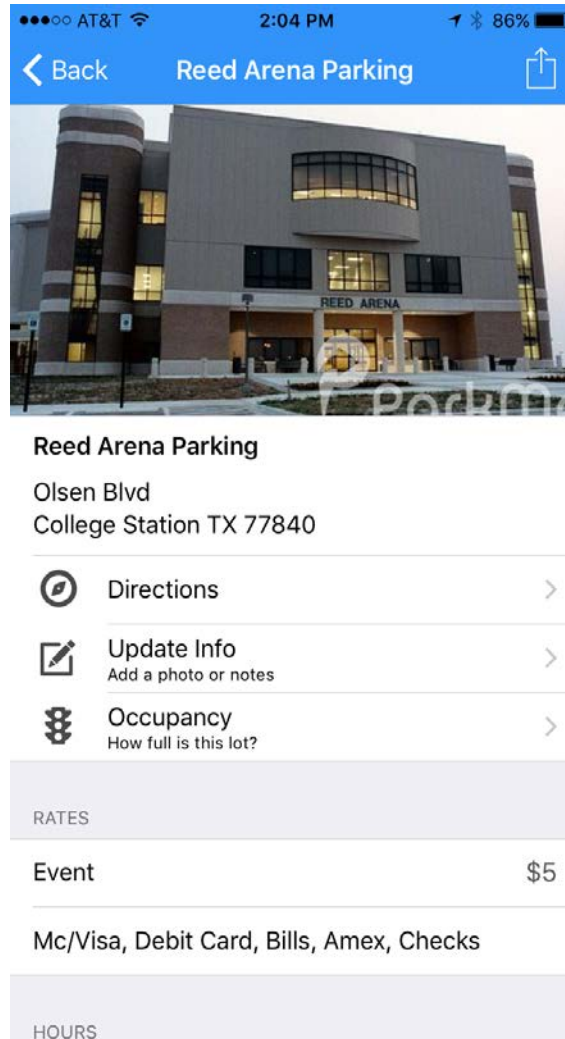 AT&T 2:04 PM 86%
Back Reed Arena Parking
REED ARENA
ParkMe
Reed Arena Parking
Olsen Blvd
College Station TX 77840
Directions
Update Info
Add a photo or notes
Occupancy
How full is this lot?
RATES
Event $5
Mc/Visa, Debit Card, Bills, Amex, Checks
HOURS